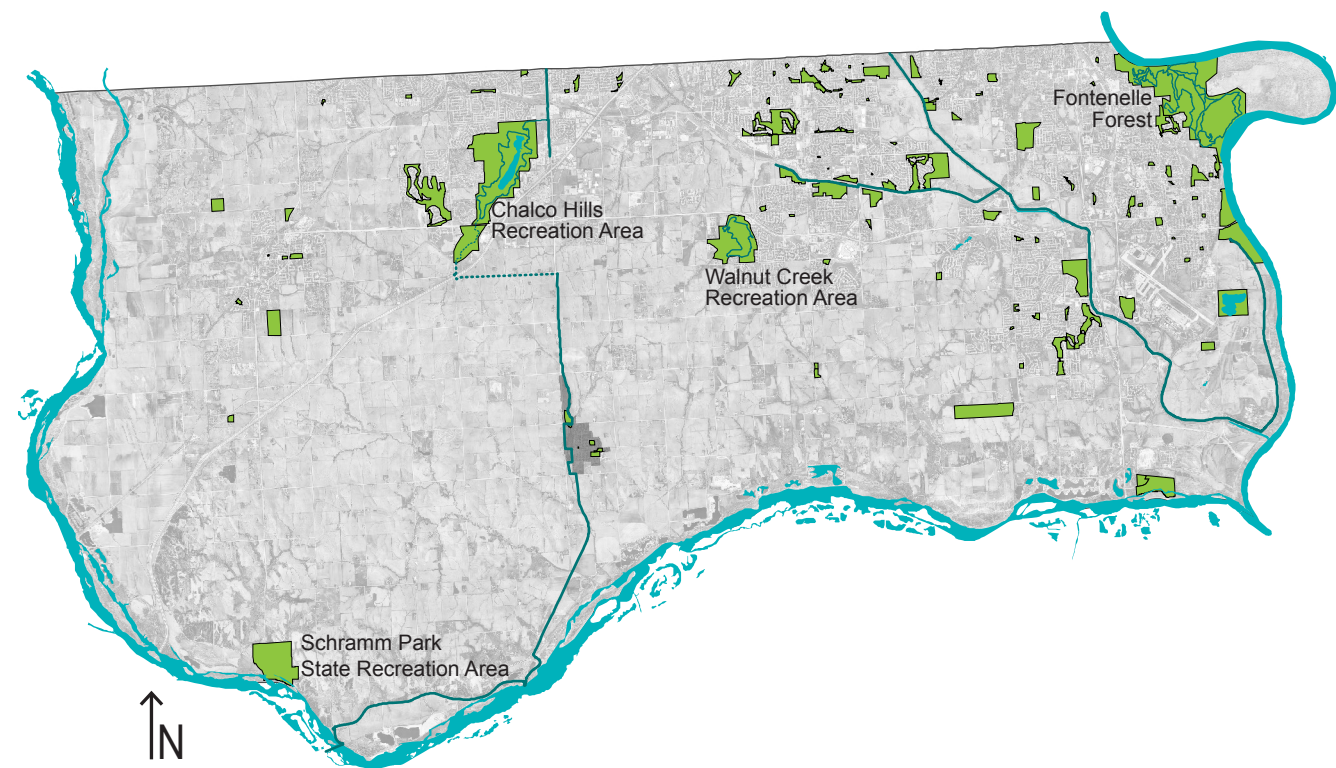 Fontenelle
Forest
Chalco Hills
Recreation Area
Walnut Creek
Recreation Area
Schramm Park
State Recreation Area
N